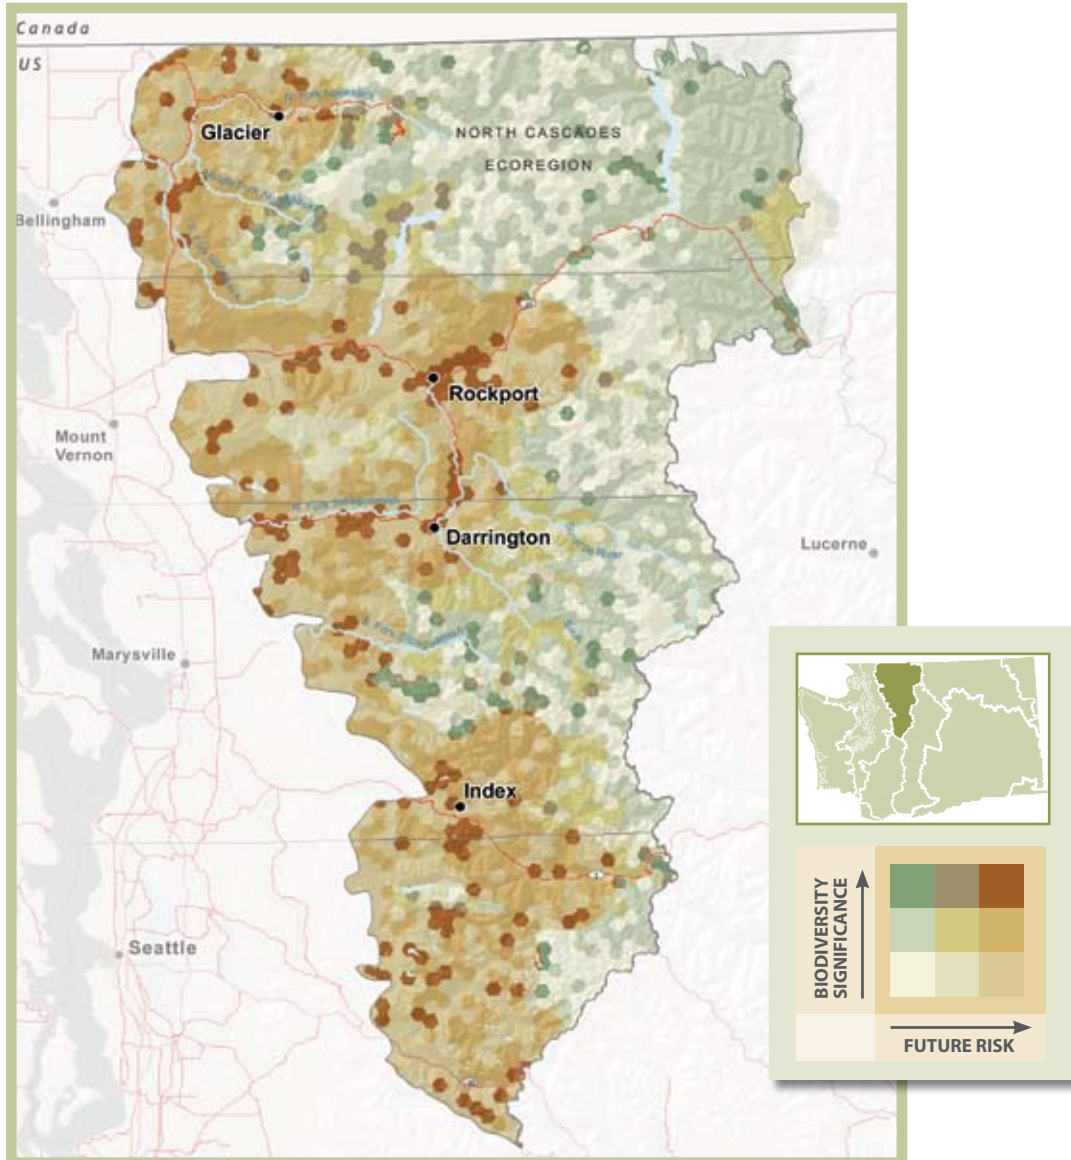 Canada
US
Glacier
NORTH CASCADES
ECOREGION
Bellingham
Rockport
Mount
Vernon
Darrington
Lucerne
Marysville
Index
Seattle
BIODIVERSITY
SIGNIFICANCE
FUTURE RISK